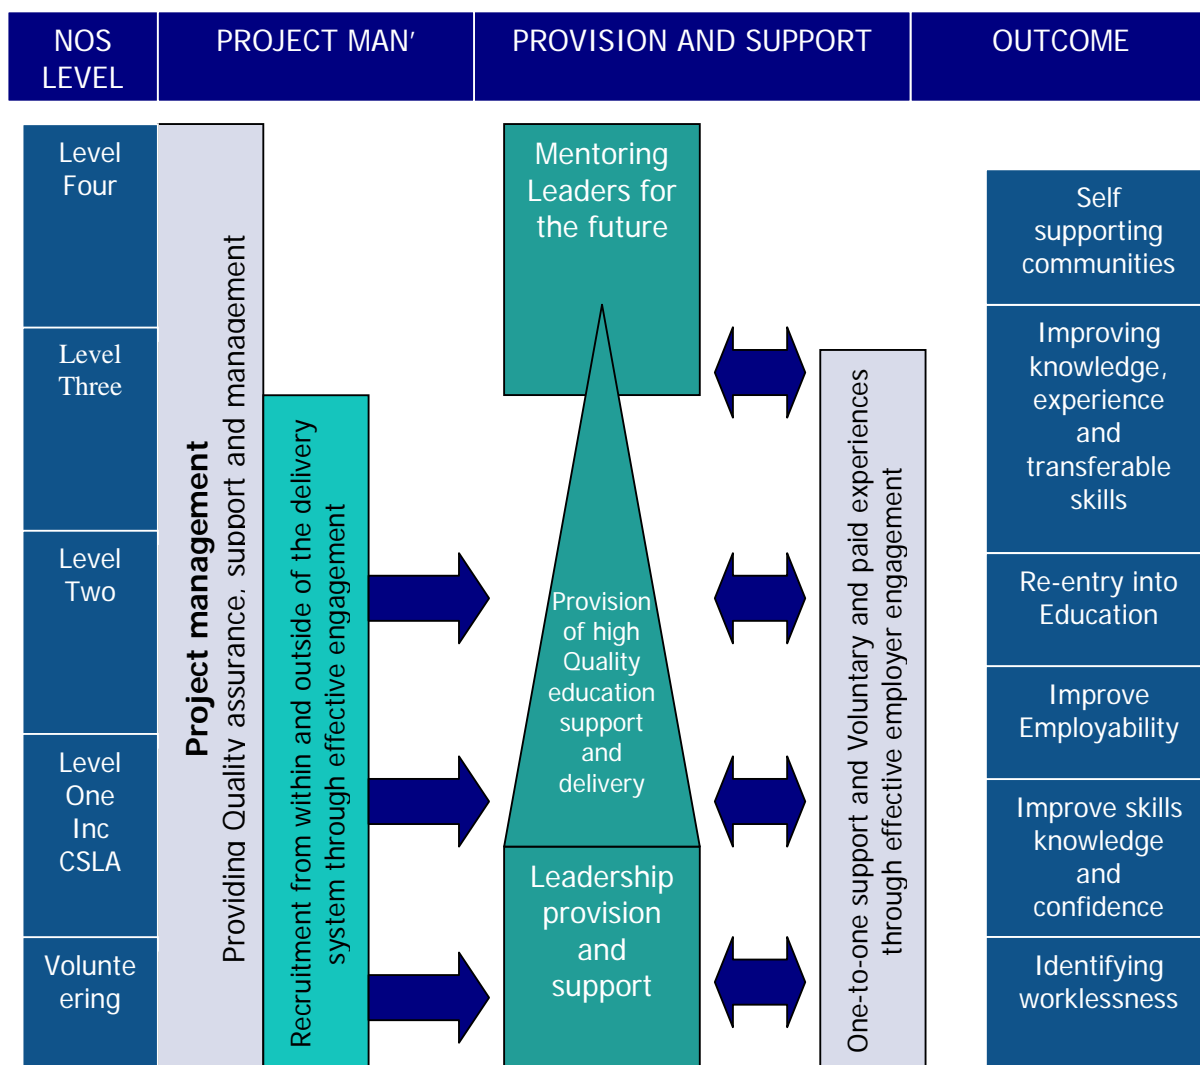 NOS
LEVEL
PROJECT MAN'
PROVISION AND SUPPORT
OUTCOME
Level
Four
Level
Three
Level
Two
Level
One
Inc
CSLA
Volunte
ering
Project management
Providing Quality assurance, support and management
Recruitment from within and outside of the delivery
system through effective engagement
Mentoring
Leaders for
the future
Provision
of high
Quality
education
support
and
delivery
Leadership
provision
and
support
One-to-one support and Voluntary and paid experiences
through effective employer engagement
Self
supporting
communities
Improving
knowledge,
experience
and
transferable
skills
Re-entry into
Education
Improve
Employability
Improve skills
knowledge
and
confidence
Identifying
worklessness